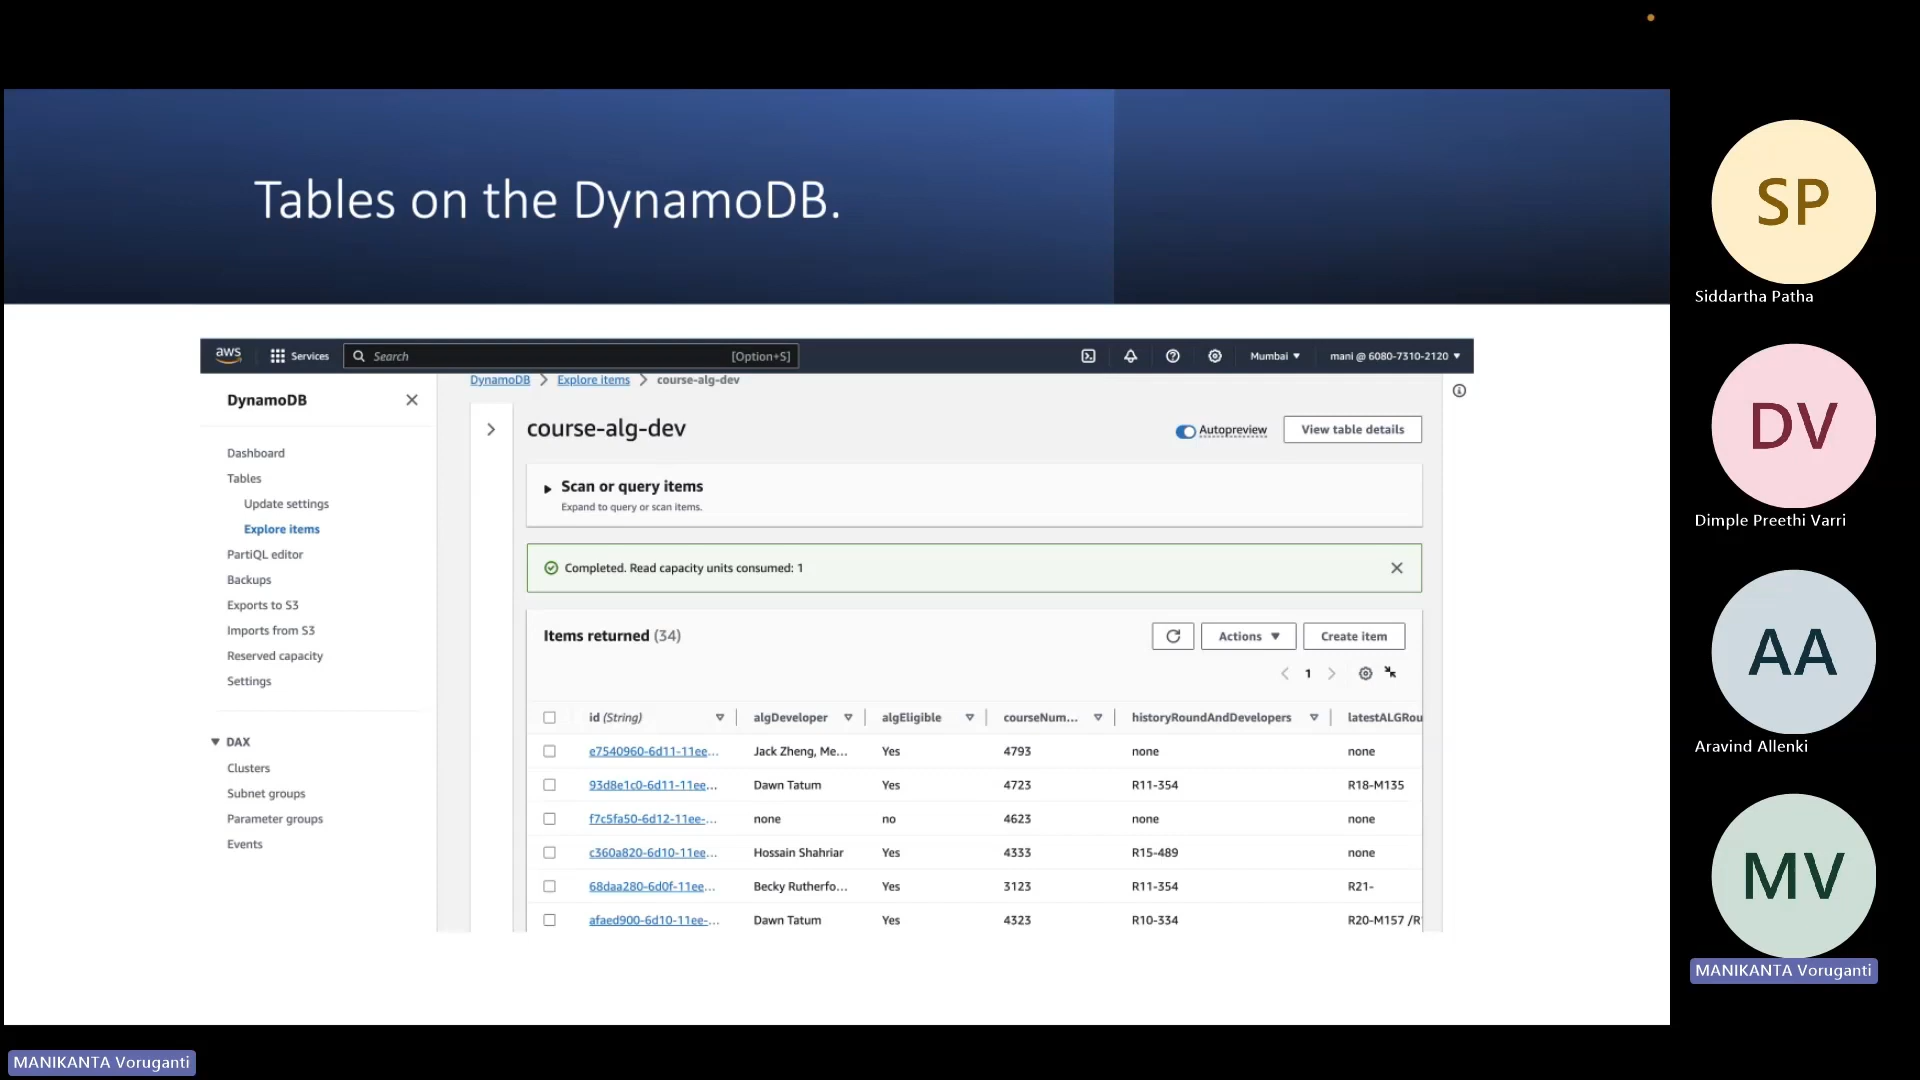 Tables on the DynamoDB.
aws Services Search [Option+S] Mumbai mani @ 6080-7310-2120
DynamoDB
Dashboard
Tables
Update settings
Explore items
PartiQL editor
Backups
Exports to S3
Imports from S3
Reserved capacity
Settings
DAX
Clusters
Subnet groups
Parameter groups
Events
DynamoDB > Explore items > course-alg-dev
course-alg-dev
Autopreview View table details
Scan or query items
Expand to query or scan items.
Completed. Read capacity units consumed: 1
Items returned (34)
Actions Create item
1
id (String) algDeveloper algEligible courseNum... historyRoundAndDevelopers latestALGRou
e7540960-6d11-11ee... Jack Zheng, Me... Yes 4793 none none
93d8e1c0-6d11-11ee... Dawn Tatum Yes 4723 R11-354 R18-M135
f7c5fa50-6d12-11ee-... none no 4623 none none
c360a820-6d10-11ee... Hossain Shahriar Yes 4333 R15-489 none
68daa280-6d0f-11ee... Becky Rutherfo... Yes 3123 R11-354 R21-
afaed900-6d10-11ee-... Dawn Tatum Yes 4323 R10-334 R20-M157 /R
SP
Siddartha Patha
DV
Dimple Preethi Varri
AA
Aravind Allenki
MV
MANIKANTA Voruganti
MANIKANTA Voruganti